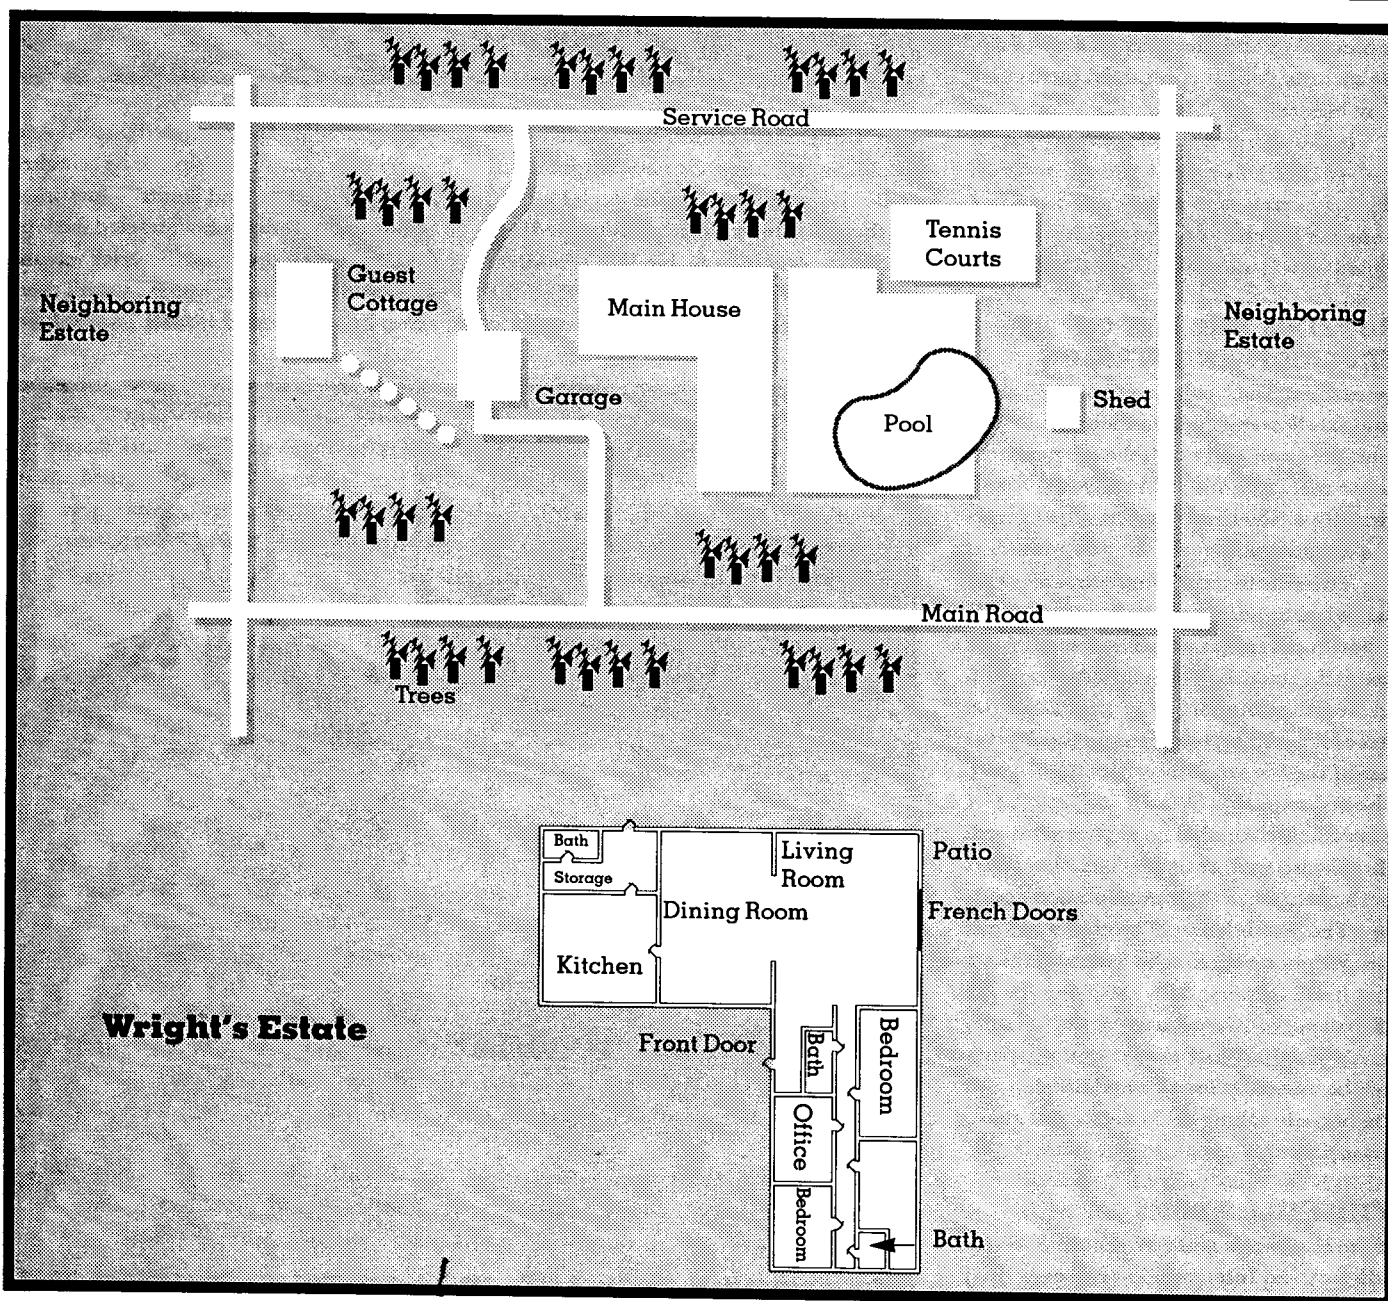 Service Road
Tennis
Courts
Guest
Cottage
Neighboring
Estate
Main House
Neighboring
Estate
Garage
Shed
Pool
Main Road
Trees
Bath
Living
Room
Patio
Storage
Dining Room
French Doors
Kitchen
Wright's Estate
Front Door
Bath
Bedroom
Office
Bedroom
Bath